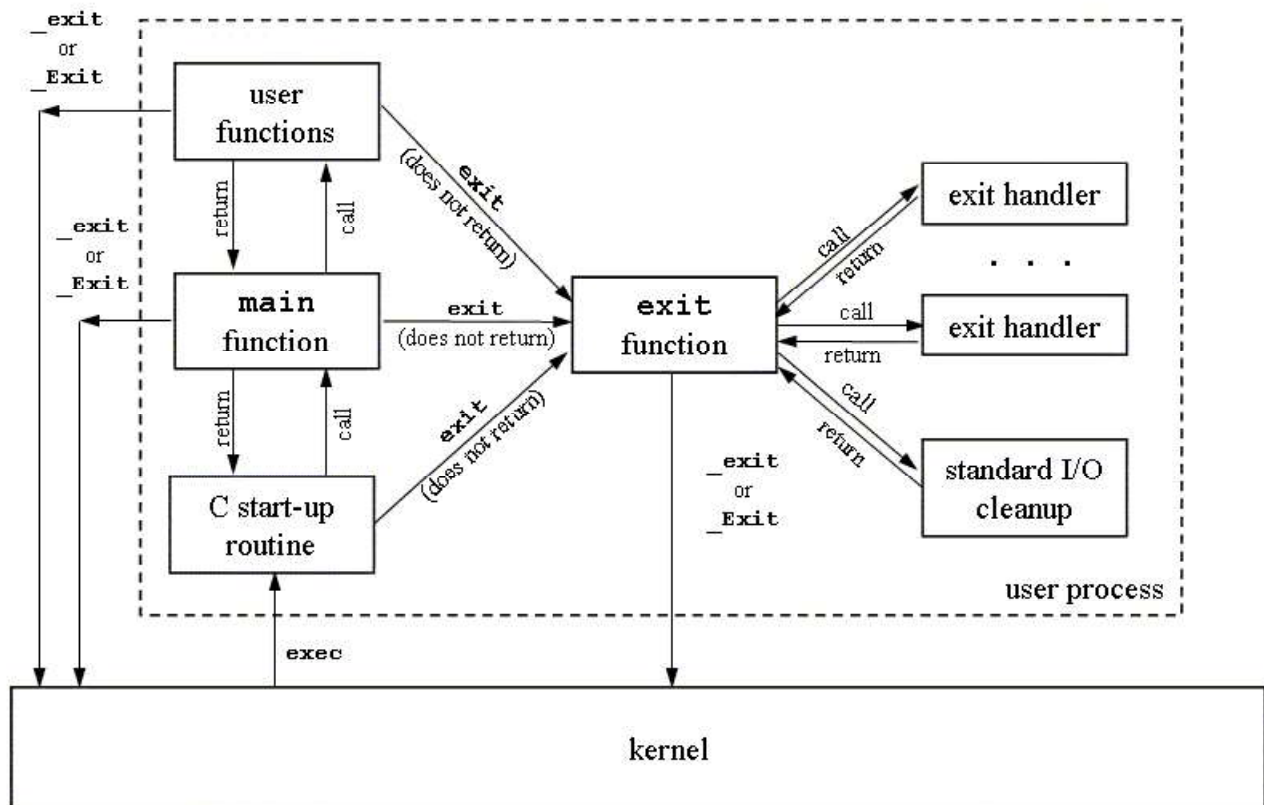 _exit
or
_Exit
user
functions
exit
(does not return)
return
call
_exit
or
_Exit
main
function
exit
(does not return)
exit
function
call
return
exit handler
. . .
call
return
exit handler
call
return
standard I/O
cleanup
return
call
exit
(does not return)
C start-up
routine
_exit
or
_Exit
user process
exec
kernel